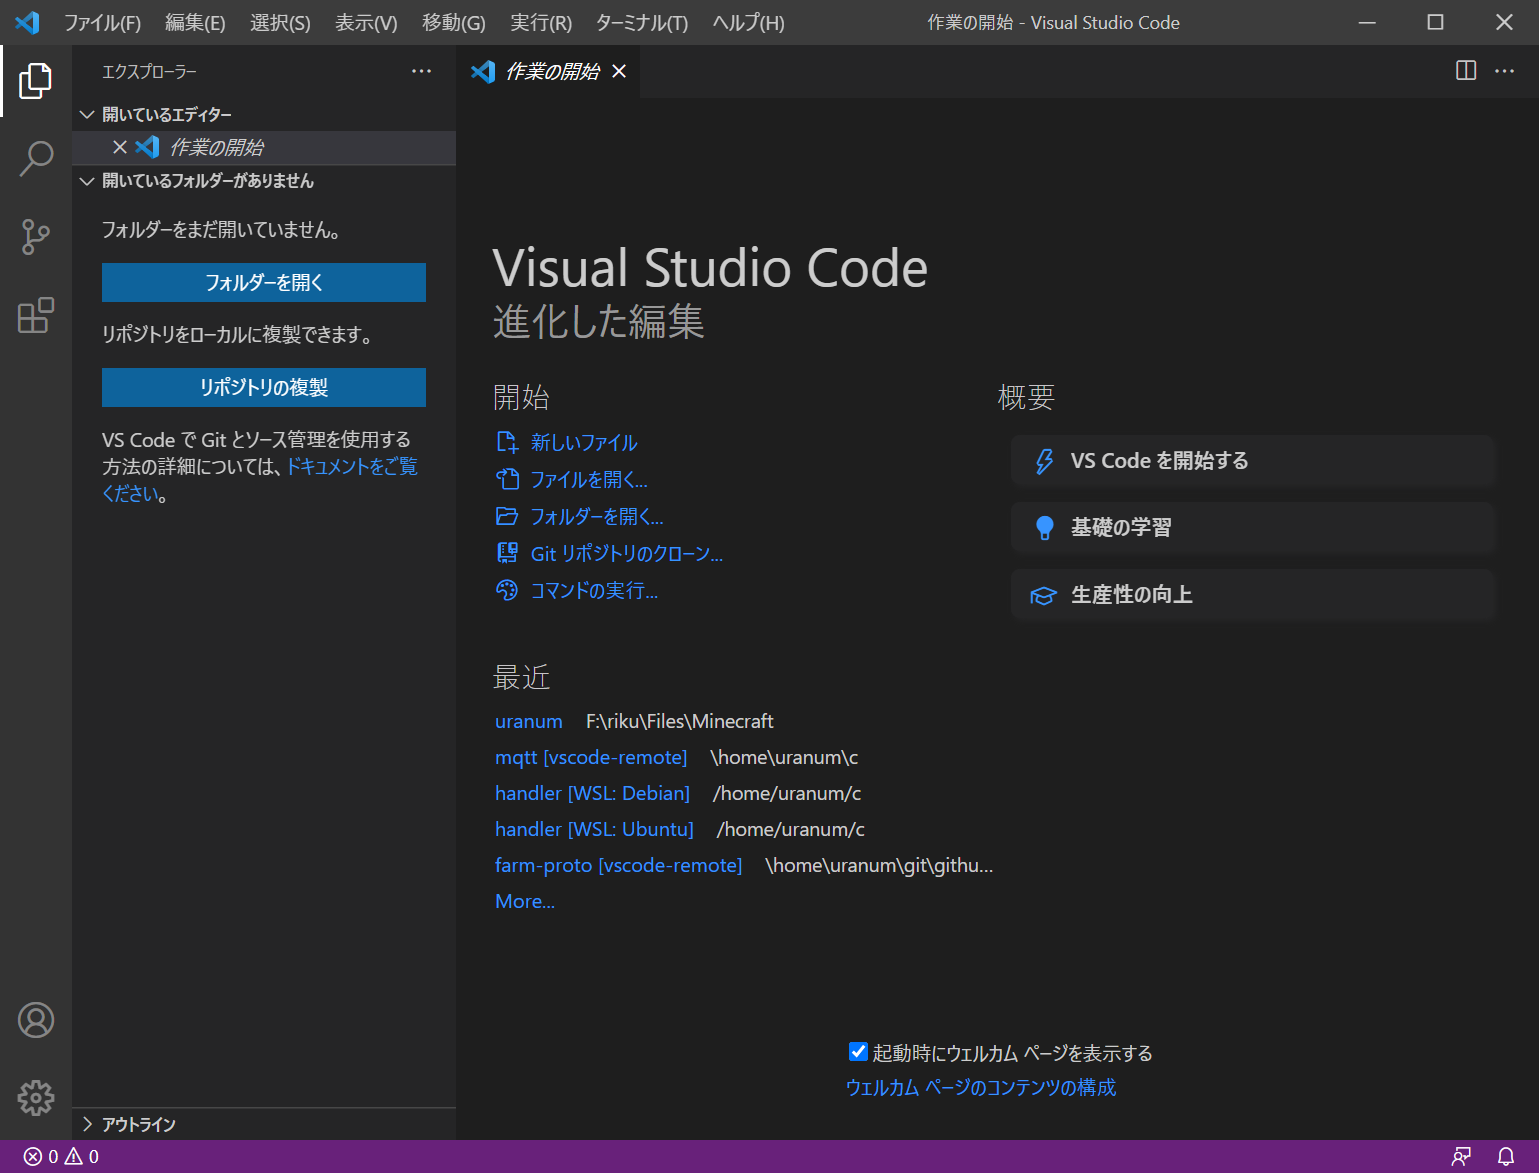 ファイル(F) 編集(E) 選択(S) 表示(V) 移動(G) 実行(R) ターミナル(T) ヘルプ(H) 作業の開始 - Visual Studio Code
エクスプローラー
作業の開始
開いているエディター
作業の開始
開いているフォルダーがありません
フォルダーをまだ開いていません。
フォルダーを開く
リポジトリをローカルに複製できます。
リポジトリの複製
VS Code で Git とソース管理を使用する
方法の詳細については、ドキュメントをご覧
ください。
アウトライン
Visual Studio Code
進化した編集
開始
新しいファイル
ファイルを開く...
フォルダーを開く...
Git リポジトリのクローン...
コマンドの実行...
最近
uranum F:\riku\Files\Minecraft
mqtt [vscode-remote] \home\uranum\c
handler [WSL: Debian] /home/uranum/c
handler [WSL: Ubuntu] /home/uranum/c
farm-proto [vscode-remote] \home\uranum\git\githu...
More...
概要
VS Code を開始する
基礎の学習
生産性の向上
起動時にウェルカム ページを表示する
ウェルカム ページのコンテンツの構成
0 0